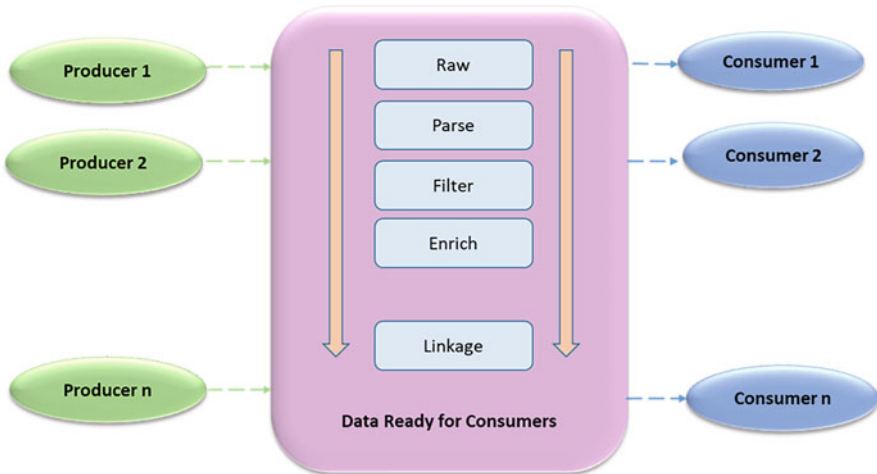 Producer 1
Producer 2
Producer n
Raw
Parse
Filter
Enrich
Linkage
Data Ready for Consumers
Consumer 1
Consumer 2
Consumer n